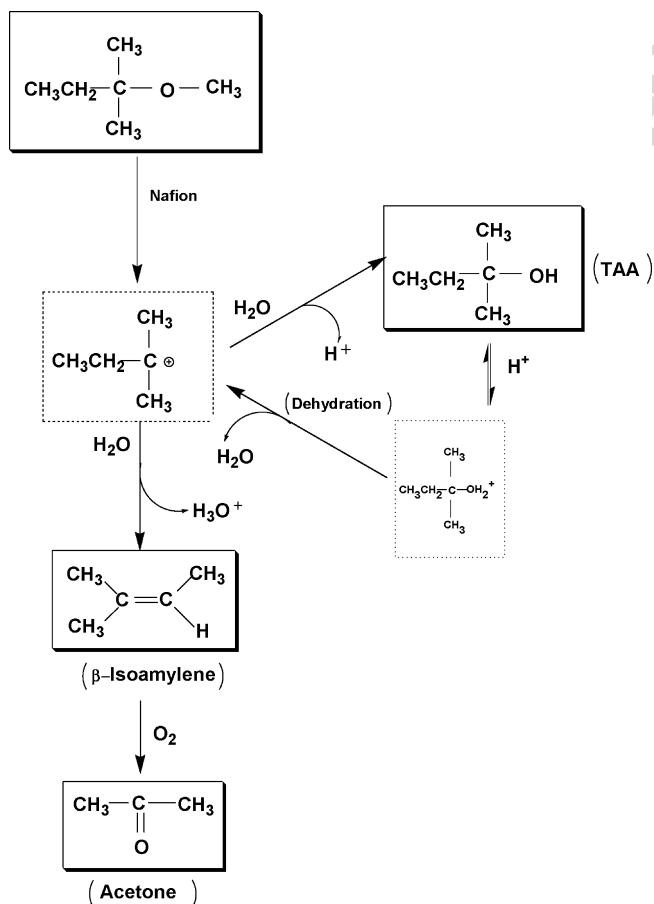 CH3
CH3CH2 — C — O — CH3
CH3
Nafion
CH3
CH3CH2 — C — OH
CH3
(TAA)
H2O
H+
H+
CH3
CH3CH2 — C ⊕
CH3
(Dehydration)
H2O
H2O
H3O+
CH3
CH3CH2 — C — OH2+
CH3
CH3 CH3
C = C
CH3 H
(β-Isoamylene)
O2
CH3 — C — CH3
O
(Acetone)